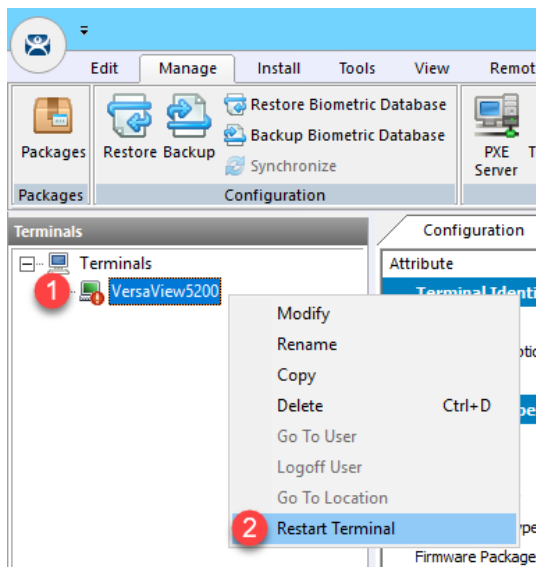 Edit Manage Install Tools View Remot
Restore Biometric Database
Backup Biometric Database
Synchronize
Packages Restore Backup
PXE Server T
Packages Configuration
Terminals Configuration
Terminals Attribute
1 VersaView5200 Terminal Identi
Modify
Rename
Copy
Delete Ctrl+D
Go To User
Logoff User
Go To Location
2 Restart Terminal
Firmware Package